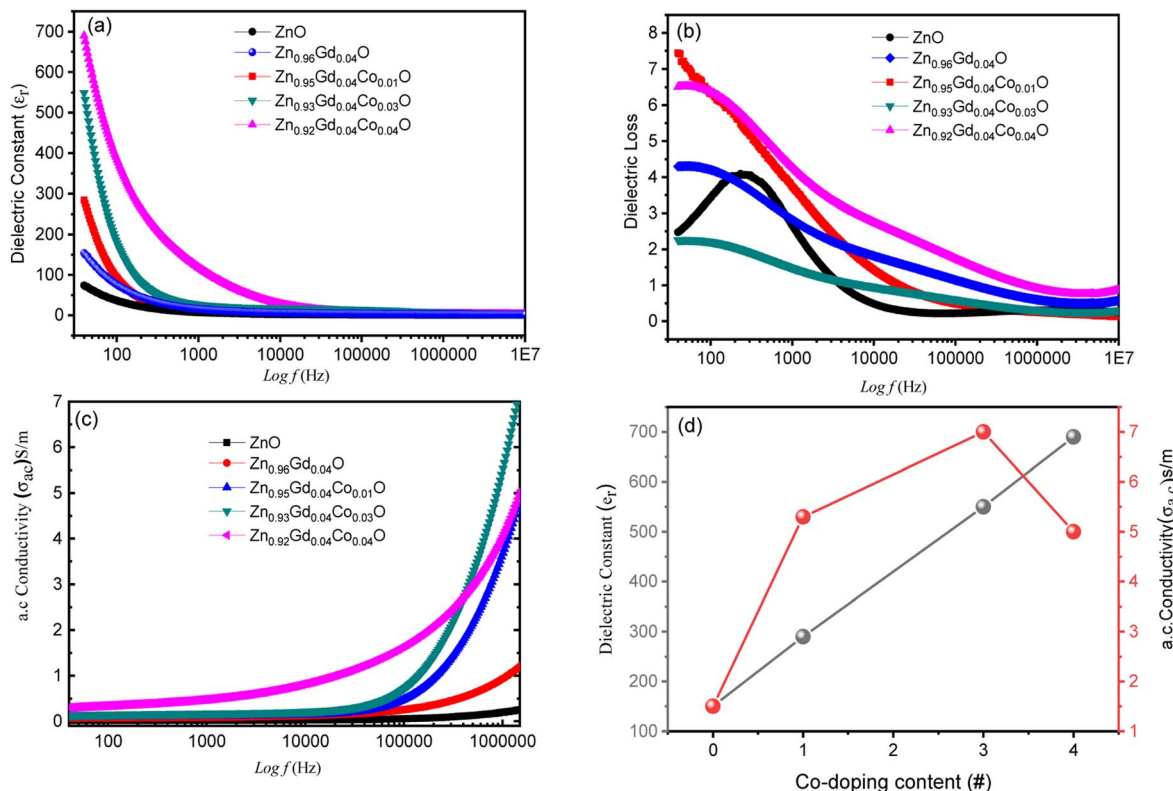 (a)
ZnO
Zn0.96Gd0.04O
Zn0.95Gd0.04Co0.01O
Zn0.93Gd0.04Co0.03O
Zn0.92Gd0.04Co0.04O
Dielectric Constant (εr)
700
600
500
400
300
200
100
0
100 1000 10000 100000 1000000 1E7
Log f (Hz)
(b)
ZnO
Zn0.96Gd0.04O
Zn0.95Gd0.04Co0.01O
Zn0.93Gd0.04Co0.03O
Zn0.92Gd0.04Co0.04O
Dielectric Loss
8
7
6
5
4
3
2
1
0
100 1000 10000 100000 1000000 1E7
Log f (Hz)
(c)
ZnO
Zn0.96Gd0.04O
Zn0.95Gd0.04Co0.01O
Zn0.93Gd0.04Co0.03O
Zn0.92Gd0.04Co0.04O
a.c Conductivity (σac)S/m
7
6
5
4
3
2
1
0
100 1000 10000 100000 1000000
Log f (Hz)
(d)
Dielectric Constant (er)
700
600
500
400
300
200
100
0 1 2 3 4
Co-doping content (#)
7
6
5
4
3
2
1
a.c.Conductivity(σa.c)s/m